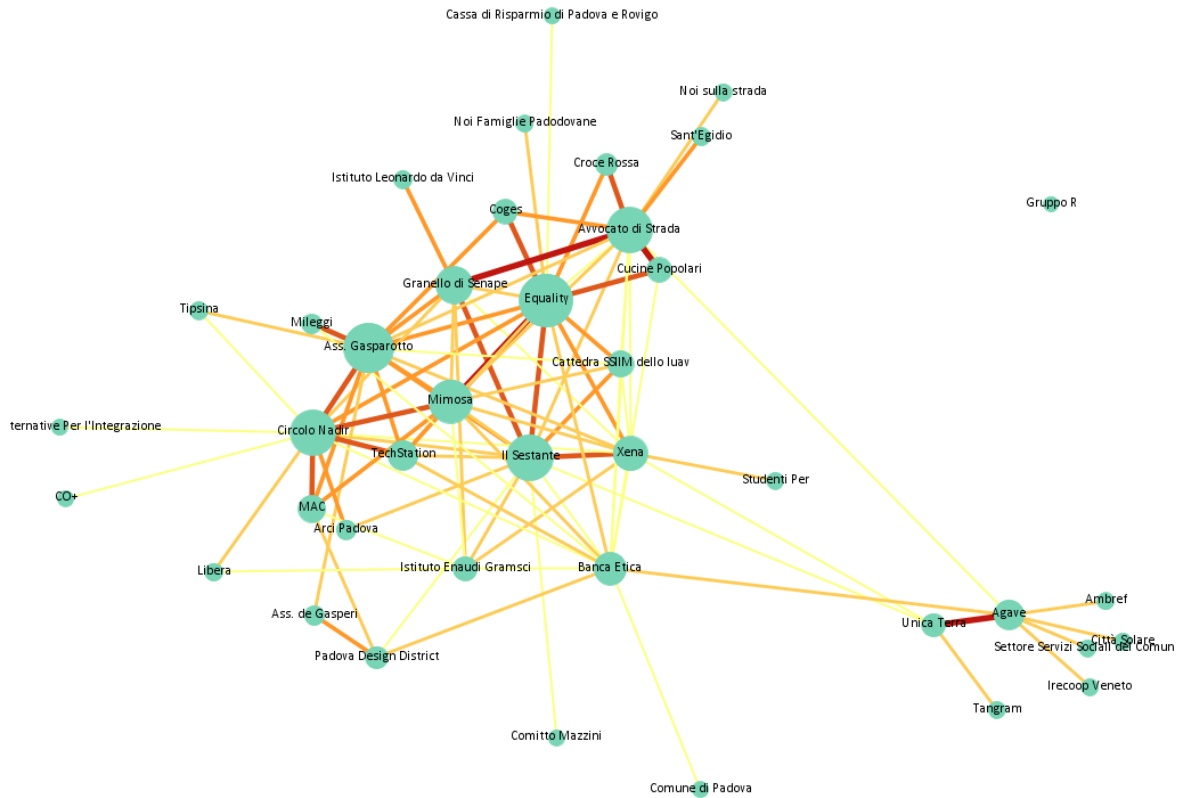 Cassa di Risparmio di Padova e Rovigo
Noi sulla strada
Noi Famiglie Padodovane
Sant'Egidio
Croce Rossa
Istituto Leonardo da Vinci
Gruppo R
Coges
Avvocato di Strada
Cucine Popolari
Granello di Senape
Equality
Tipsina
Mileggi
Ass. Gasparotto
Cattedra SSIIM dello Iuav
Mimosa
ternative Per l'Integrazione
Circolo Nadir
TechStation
Il Sestante
Xena
Studenti Per
CO+
MAC
Arci Padova
Libera
Istituto Enaudi Gramsci
Banca Etica
Ambref
Ass. de Gasperi
Agave
Unica Terra
Città Solare
Settore Servizi Sociali del Comun
Padova Design District
Irecoop Veneto
Tangram
Comitto Mazzini
Comune di Padova